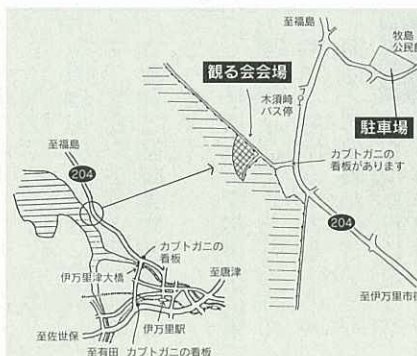 至福島
牧島
公民館
観る会会場
木須崎
バス停
駐車場
至福島
カブトガニの
看板があります
204
204
カブトガニの
看板
伊万里津大橋
至唐津
至伊万里市街
伊万里駅
至佐世保
至有田
カブトガニの看板